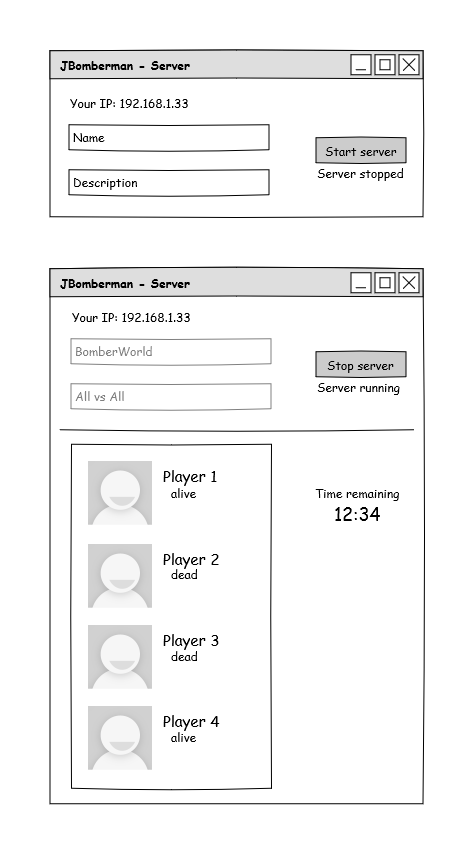 JBomberman - Server
Your IP: 192.168.1.33
Name
Start server
Description
Server stopped
JBomberman - Server
Your IP: 192.168.1.33
BomberWorld
Stop server
All vs All
Server running
Player 1
alive
Time remaining
12:34
Player 2
dead
Player 3
dead
Player 4
alive